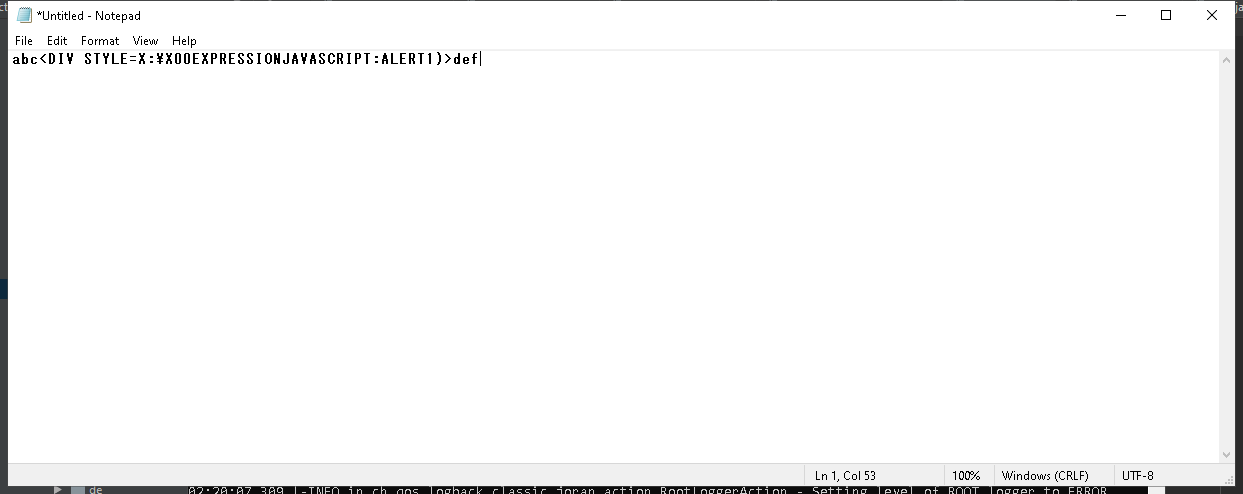 *Untitled - Notepad
File Edit Format View Help
abc<DIV STYLE=X:¥X00EXPRESSIONJAVASCRIPT:ALERT1)>def
Ln 1, Col 53 100% Windows (CRLF) UTF-8
de 02:20:07,309 |-INFO in ch.qos.logback.classic.joran.action.RootLoggerAction - Setting level of ROOT logger to ERROR